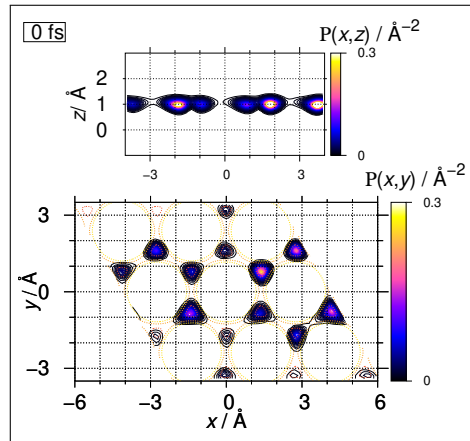 0 fs
P(x,z) / Å−2
0.3
0
z/ Å
2
1
0
−3 0 3
P(x,y) / Å−2
0.3
0
y/ Å
3
0
−3
−6 −3 0 3 6
x/ Å